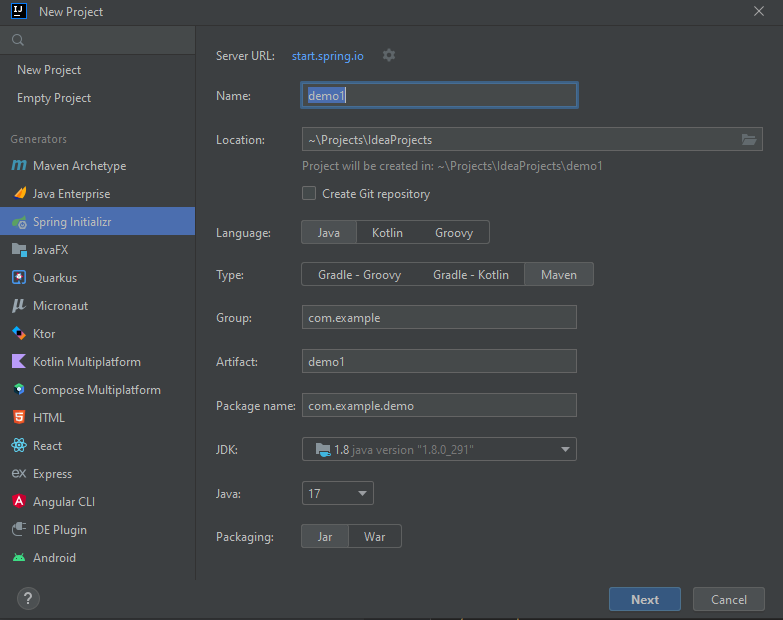 New Project
New Project
Empty Project
Generators
Maven Archetype
Java Enterprise
Spring Initializr
JavaFX
Quarkus
Micronaut
Ktor
Kotlin Multiplatform
Compose Multiplatform
HTML
React
Express
Angular CLI
IDE Plugin
Android
Server URL: start.spring.io
Name: demo1
Location: ~\Projects\IdeaProjects
Project will be created in: ~\Projects\IdeaProjects\demo1
Create Git repository
Language: Java Kotlin Groovy
Type: Gradle - Groovy Gradle - Kotlin Maven
Group: com.example
Artifact: demo1
Package name: com.example.demo
JDK: 1.8 java version "1.8.0_291"
Java: 17
Packaging: Jar War
? Next Cancel